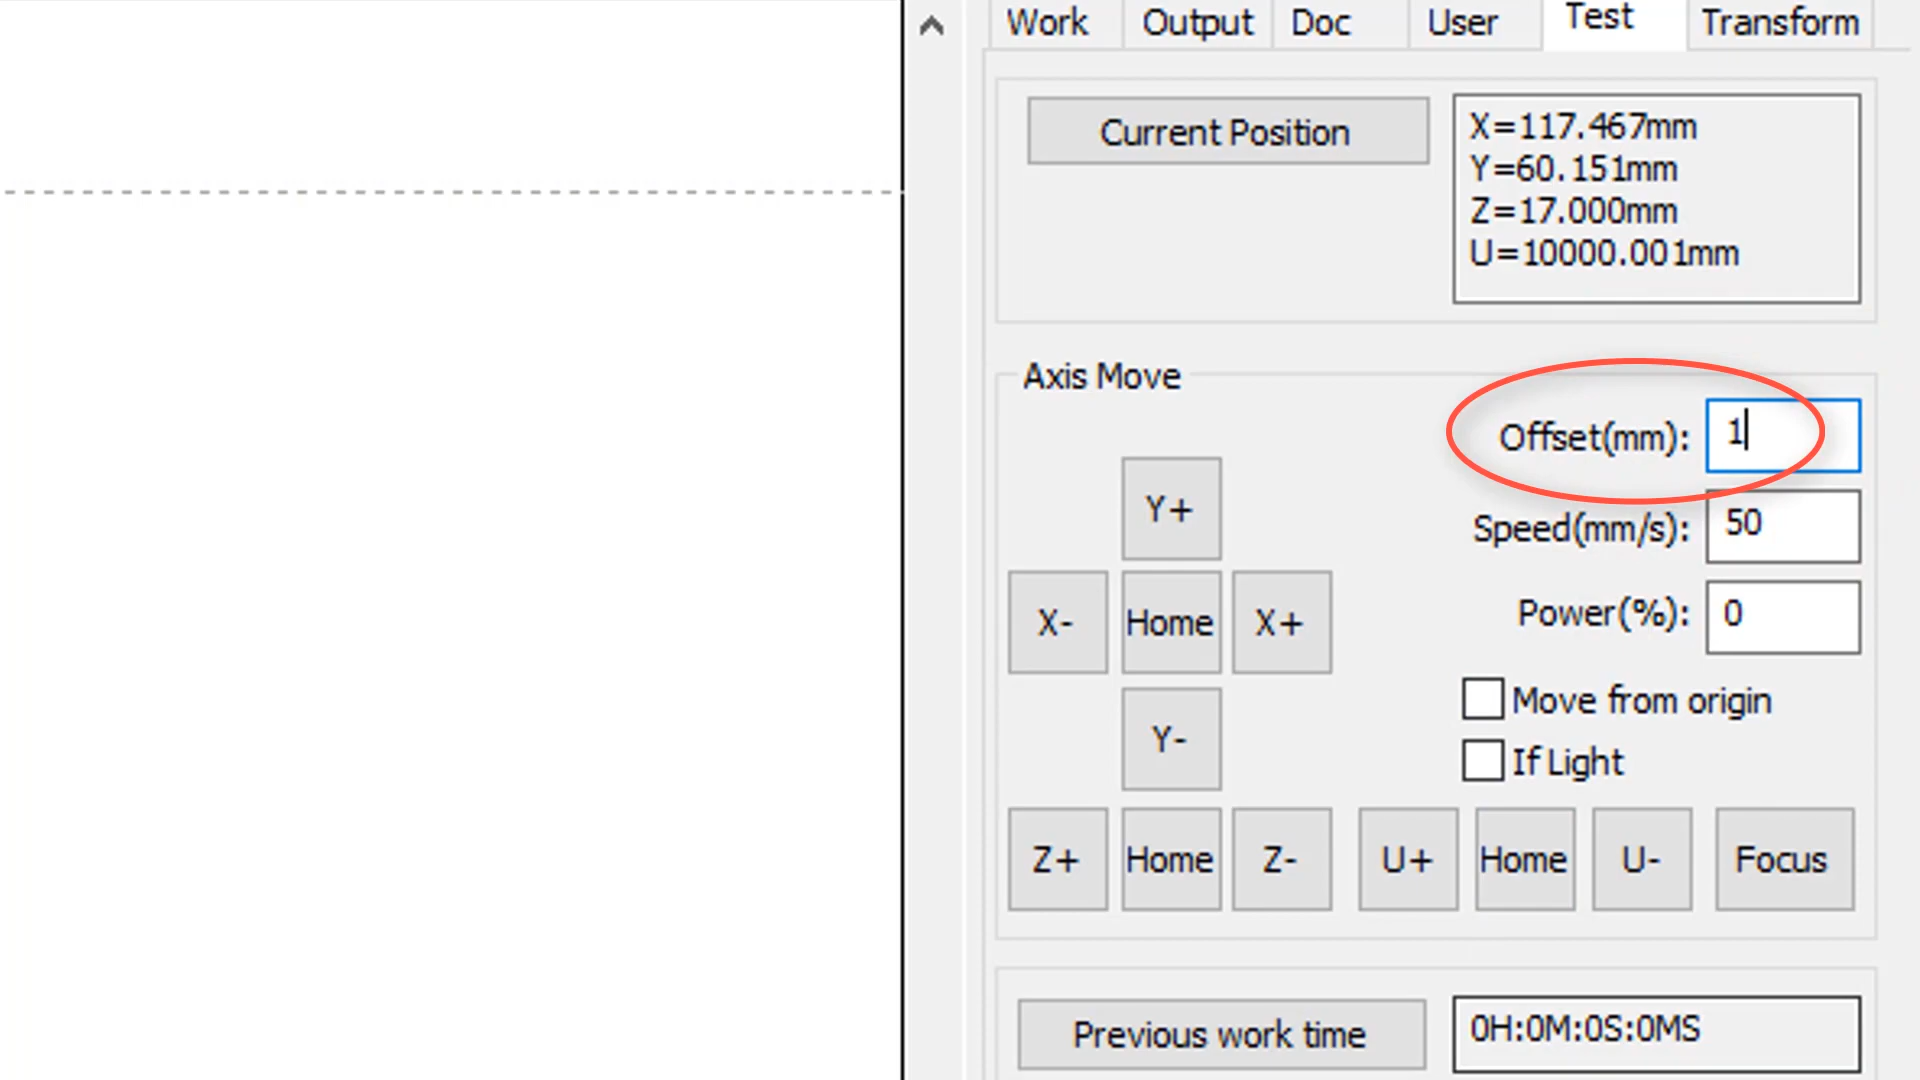 Work Output Doc User Test Transform
Current Position
X=117.467mm
Y=60.151mm
Z=17.000mm
U=10000.001mm
Axis Move
Offset(mm): 1
Y+
Speed(mm/s): 50
X- Home X+
Power(%): 0
Move from origin
Y-
If Light
Z+ Home Z- U+ Home U- Focus
Previous work time 0H:0M:0S:0MS